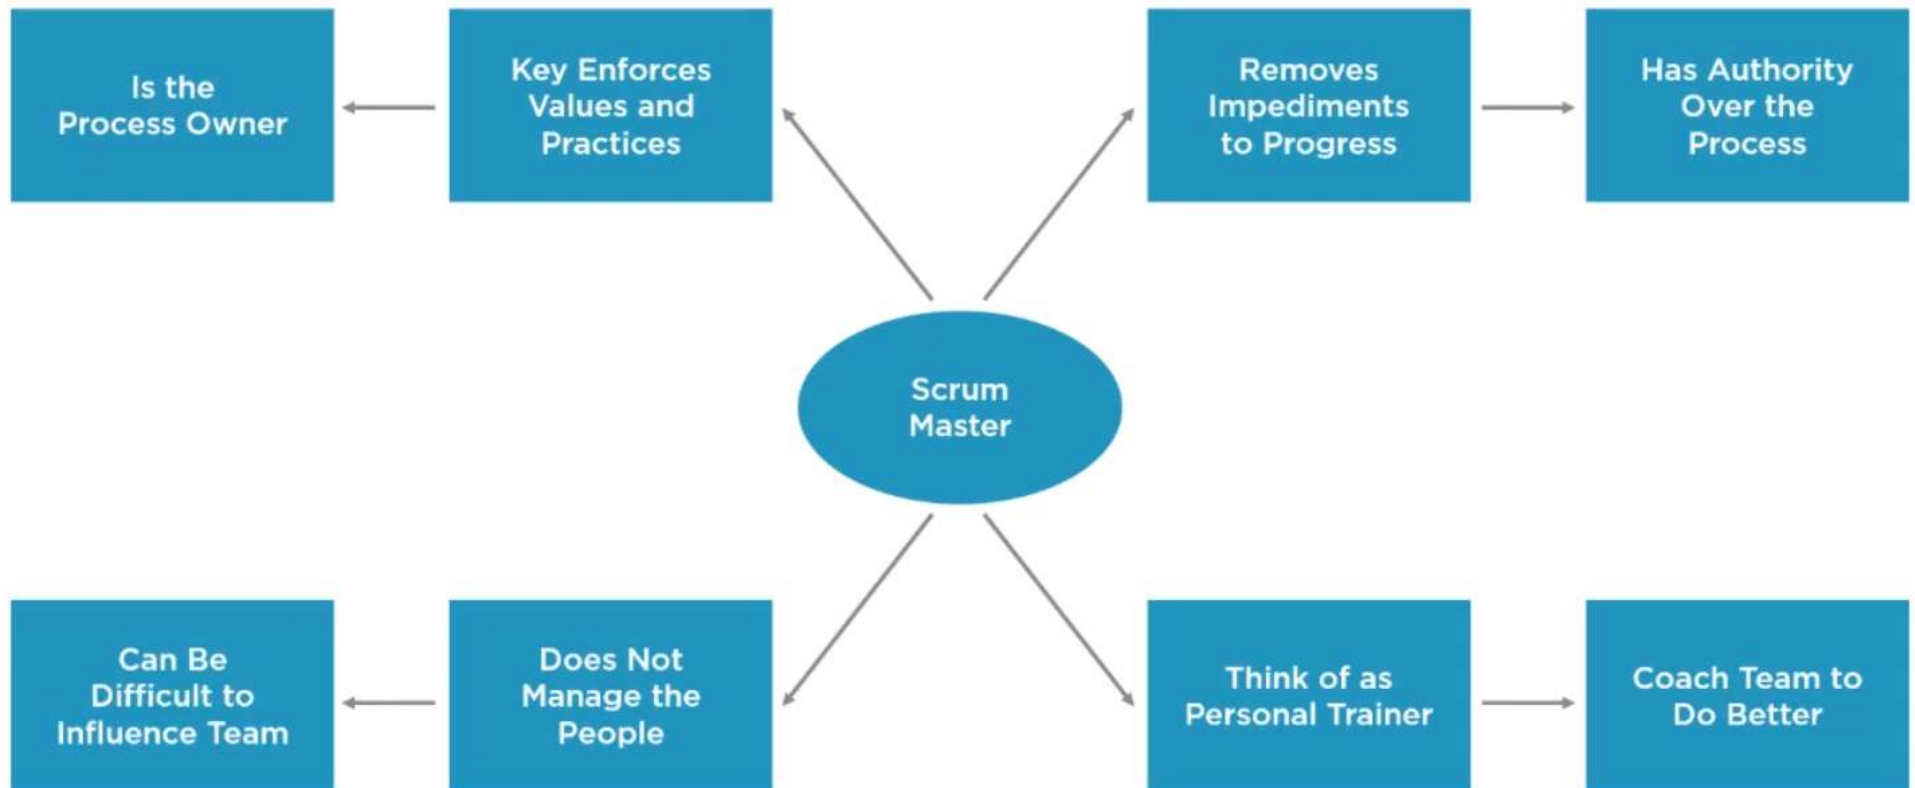 Is the
Process Owner
Key Enforces
Values and
Practices
Removes
Impediments
to Progress
Has Authority
Over the
Process
Scrum
Master
Can Be
Difficult to
Influence Team
Does Not
Manage the
People
Think of as
Personal Trainer
Coach Team to
Do Better